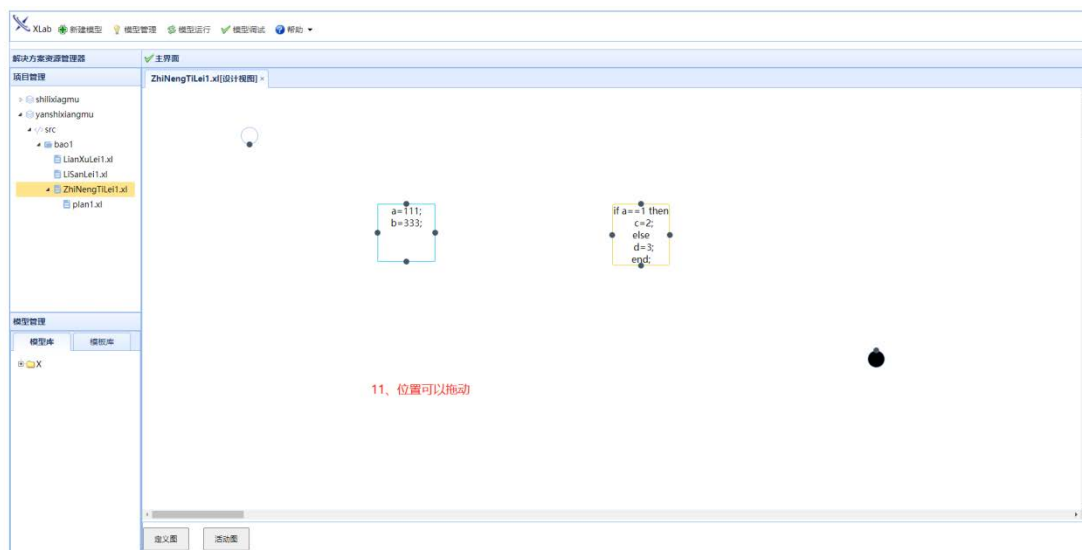 XLab 新建模型 模型管理 模型运行 模型调试 帮助
解决方案资源管理器
主界面
项目管理
ZhiNengTiLei1.xl[设计视图]
shilixiagmu
yanshixiangmu
src
bao1
LianXuLei1.xl
LiSanLei1.xl
ZhiNengTiLei1.xl
plan1.xl
a=111;
b=333;
if a==1 then
c=2;
else
d=3;
end;
模型管理
模型库 模板库
X
11、位置可以拖动
定义图 活动图